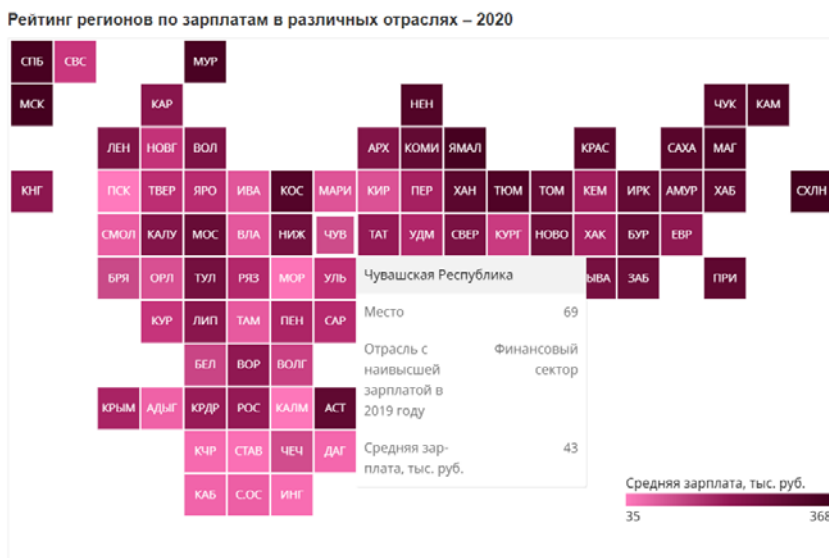 Рейтинг регионов по зарплатам в различных отраслях – 2020
СПБ СВС МУР
МСК КАР НЕН ЧУК КАМ
ЛЕН НОВГ ВОЛ АРХ КОМИ ЯМАЛ КРАС САХА МАГ
КНГ ПСК ТВЕР ЯРО ИВА КОС МАРИ КИР ПЕР ХАН ТЮМ ТОМ КЕМ ИРК АМУР ХАБ СХЛН
СМОЛ КАЛУ МОС ВЛА НИЖ ЧУВ ТАТ УДМ СВЕР КУРГ НОВО ХАК БУР ЕВР
БРЯ ОРЛ ТУЛ РЯЗ МОР УЛЬ Чувашская Республика ЫВА ЗАБ ПРИ
КУР ЛИП ТАМ ПЕН САР Место 69
Отрасль с Финансовый
БЕЛ ВОР ВОЛГ наивысшей сектор
зарплатой в
КРЫМ АДЫГ КРДР РОС КАЛМ АСТ 2019 году
КЧР СТАВ ЧЕЧ ДАГ Средняя зар- 43
плата, тыс. руб.
КАБ С.ОС ИНГ Средняя зарплата, тыс. руб.
35 368